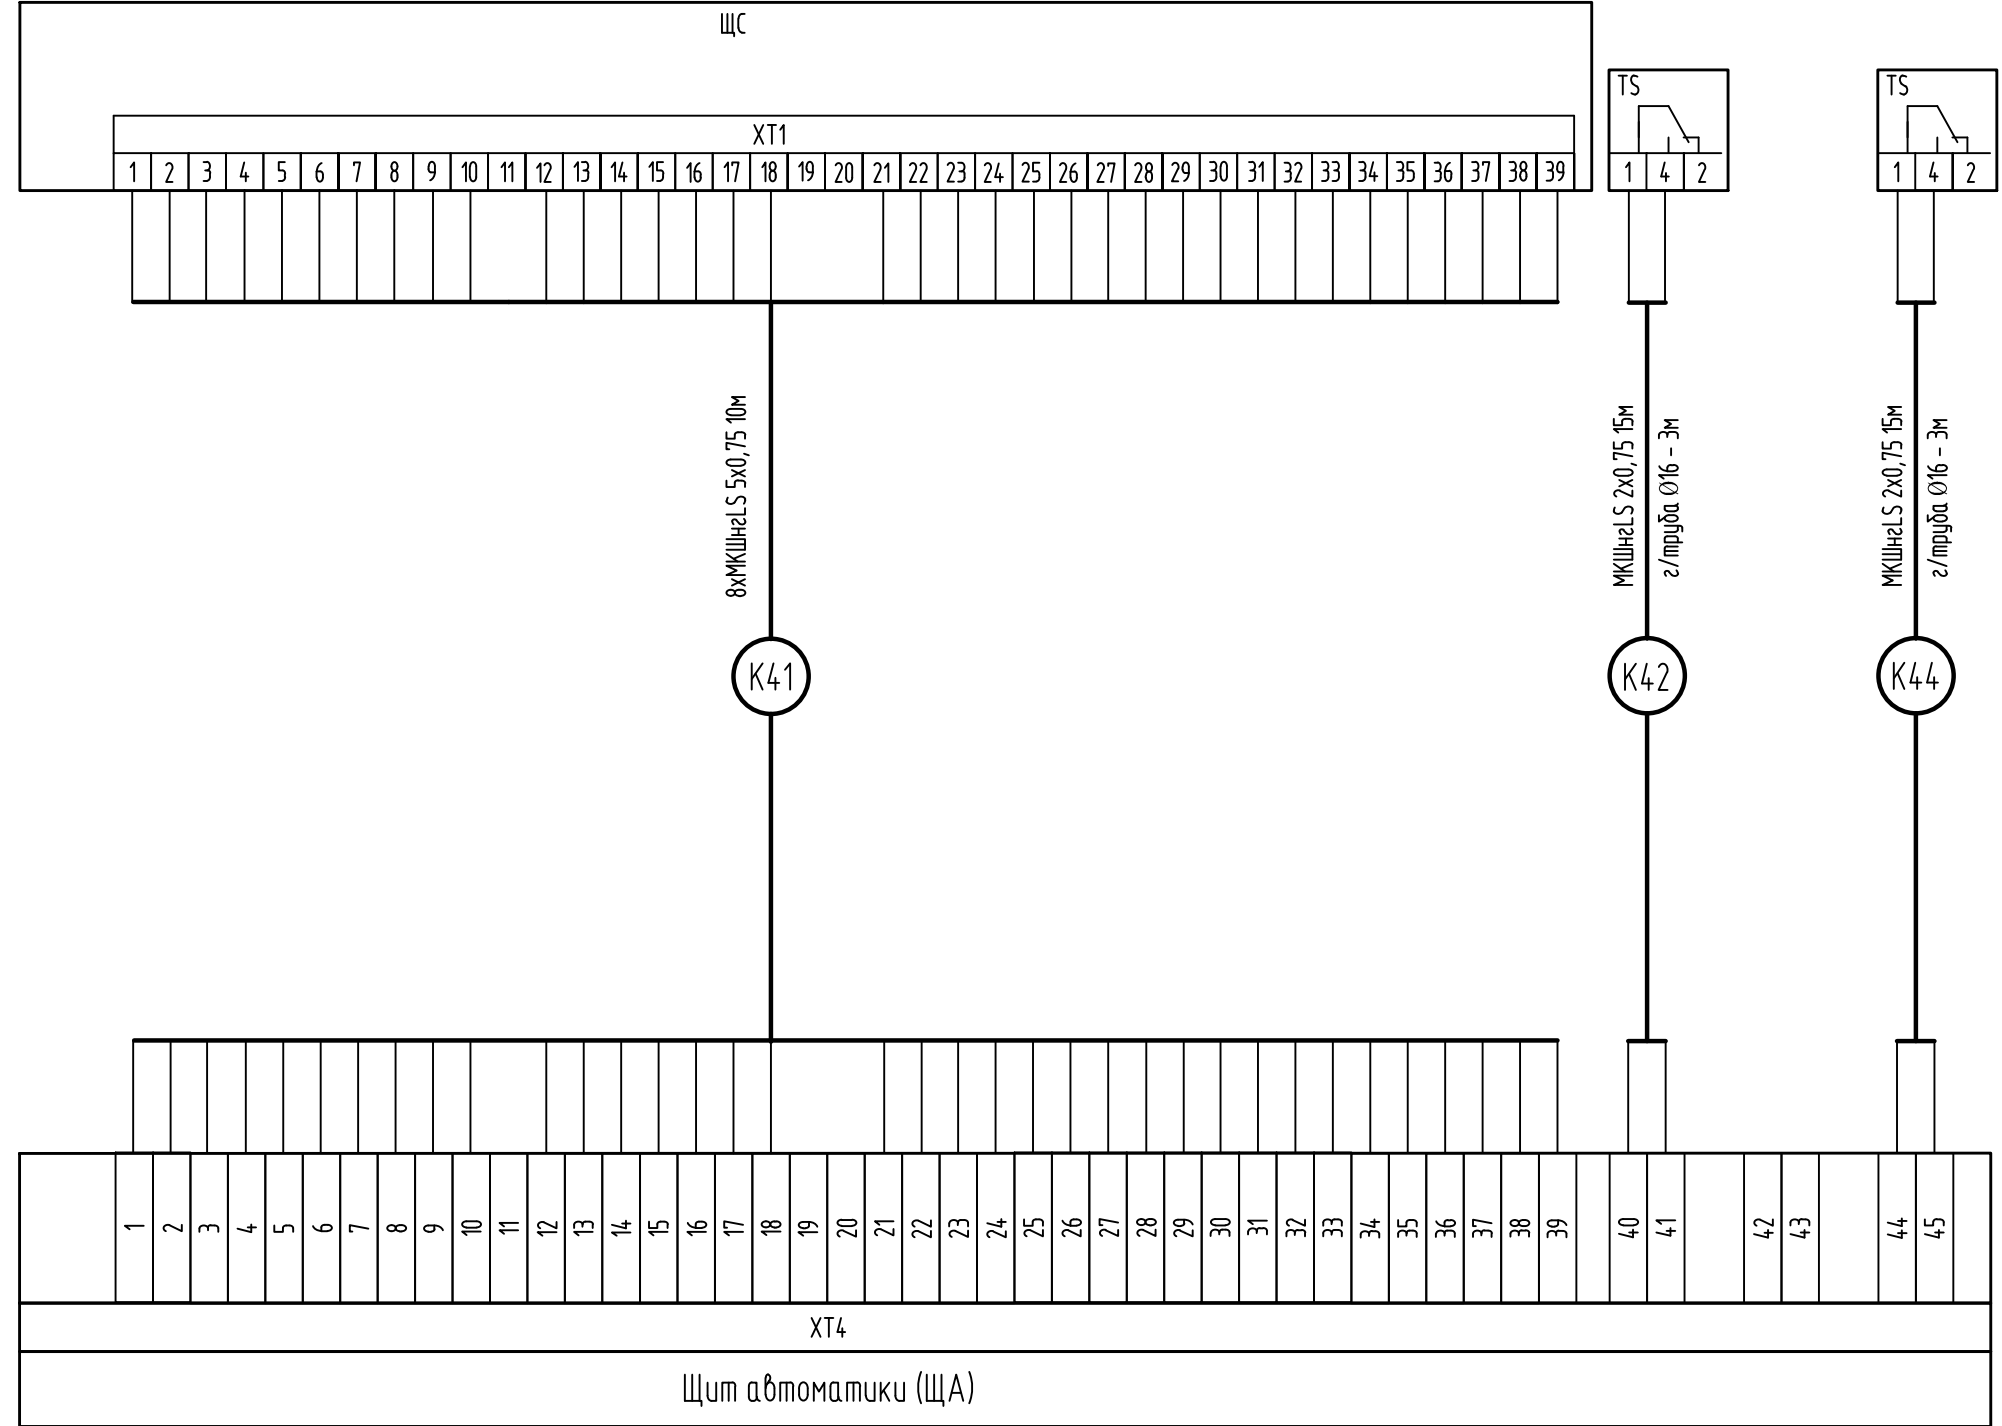 ЩС
XT1
1 2 3 4 5 6 7 8 9 10 11 12 13 14 15 16 17 18 19 20 21 22 23 24 25 26 27 28 29 30 31 32 33 34 35 36 37 38 39
TS
1 4 2
TS
1 4 2
8хМКШнгLS 5х0,75 10м
К41
МКШнгLS 2х0,75 15м
г/труба Ø16 - 3м
К42
МКШнгLS 2х0,75 15м
г/труба Ø16 - 3м
К44
1 2 3 4 5 6 7 8 9 10 11 12 13 14 15 16 17 18 19 20 21 22 23 24 25 26 27 28 29 30 31 32 33 34 35 36 37 38 39 40 41 42 43 44 45
XT4
Щит автоматики (ЩА)